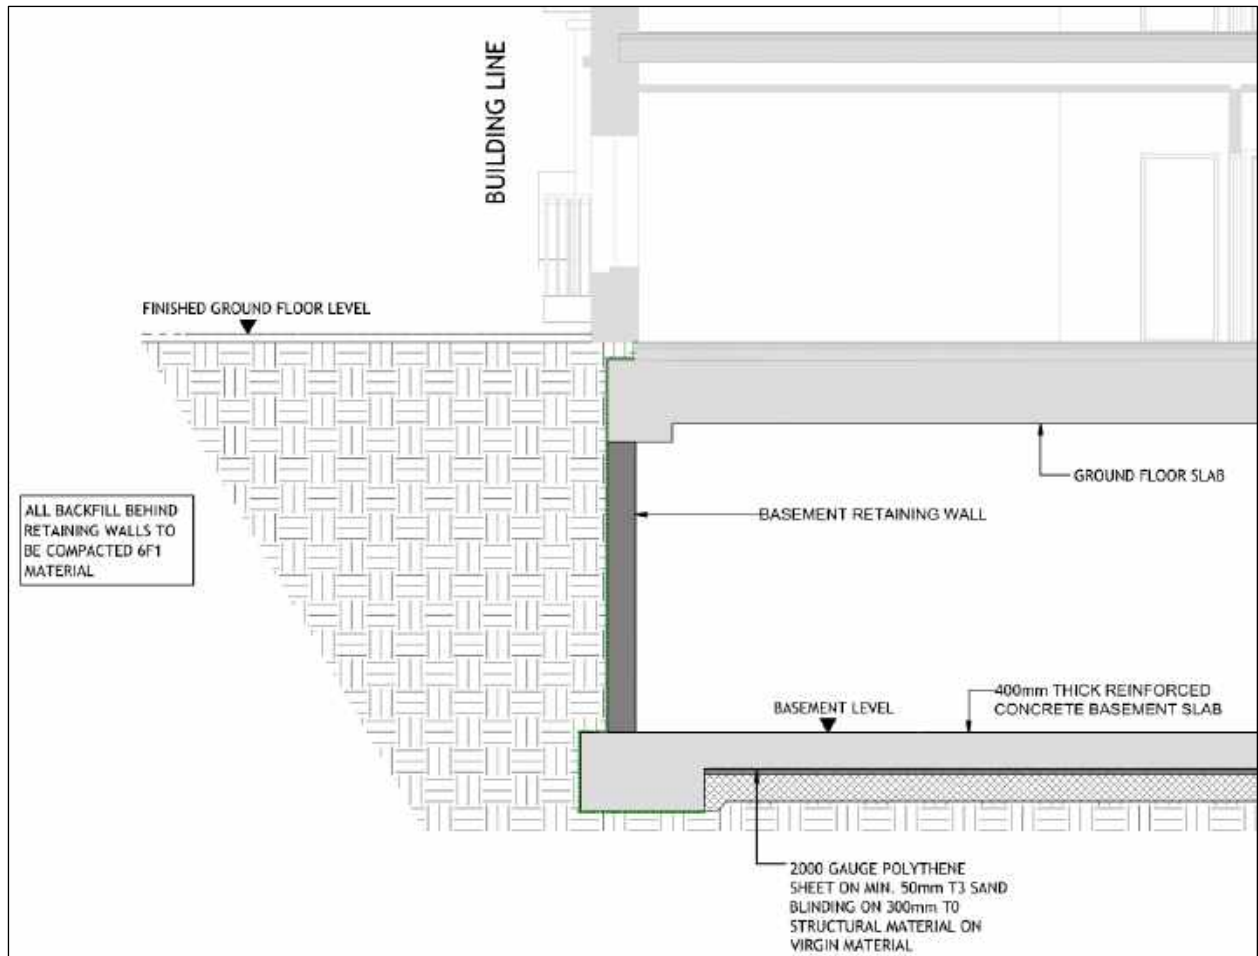 BUILDING LINE
FINISHED GROUND FLOOR LEVEL
GROUND FLOOR SLAB
ALL BACKFILL BEHIND
RETAINING WALLS TO
BE COMPACTED 6F1
MATERIAL
BASEMENT RETAINING WALL
400mm THICK REINFORCED
CONCRETE BASEMENT SLAB
BASEMENT LEVEL
2000 GAUGE POLYTHENE
SHEET ON MIN. 50mm T3 SAND
BLINDING ON 300mm T0
STRUCTURAL MATERIAL ON
VIRGIN MATERIAL